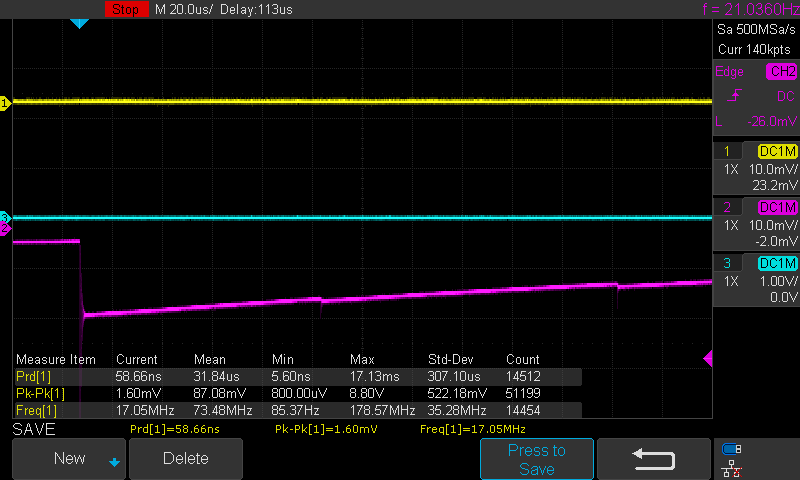 Stop M 20.0us/ Delay:113us f = 21.0360Hz
Sa 500MSa/s
Curr 140kpts
Edge CH2
DC
L -26.0mV
1 DC1M
1X 10.0mV/
23.2mV
2 DC1M
1X 10.0mV/
-2.0mV
3 DC1M
1X 1.00V/
0.0V
1
3
2
Measure Item Current Mean Min Max Std-Dev Count
Prd[1] 58.66ns 31.84us 5.60ns 17.13ms 307.10us 14512
Pk-Pk[1] 1.60mV 87.08mV 800.00uV 8.80V 522.18mV 51199
Freq[1] 17.05MHz 73.48MHz 85.37Hz 178.57MHz 35.28MHz 14454
SAVE Prd[1]=58.66ns Pk-Pk[1]=1.60mV Freq[1]=17.05MHz
New
Delete
Press to
Save